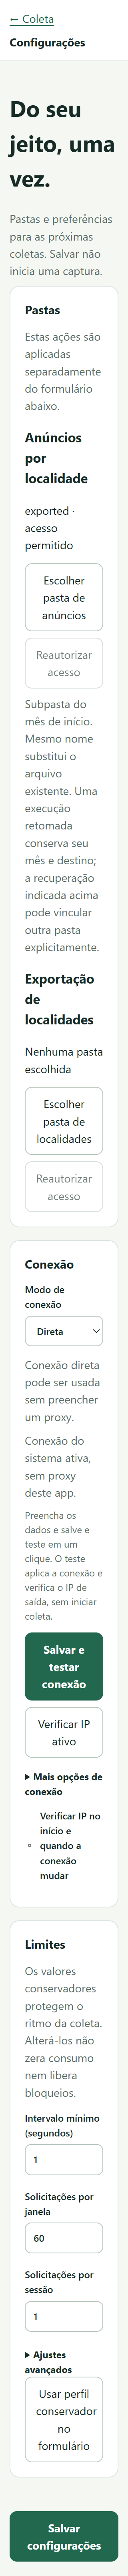 ← Coleta
Configurações
Do seu
jeito, uma
vez.
Pastas e preferências
para as próximas
coletas. Salvar não
inicia uma captura.
Pastas
Estas ações são
aplicadas
separadamente
do formulário
abaixo.
Anúncios
por
localidade
exported ·
acesso
permitido
Escolher
pasta de
anúncios
Reautorizar
acesso
Subpasta do
mês de início.
Mesmo nome
substitui o
arquivo
existente. Uma
execução
retomada
conserva seu
mês e destino;
a recuperação
indicada acima
pode vincular
outra pasta
explicitamente.
Exportação
de
localidades
Nenhuma pasta
escolhida
Escolher
pasta de
localidades
Reautorizar
acesso
Conexão
Modo de
conexão
Direta
Conexão direta
pode ser usada
sem preencher
um proxy.
Conexão do
sistema ativa,
sem proxy
deste app.
Preencha os
dados e salve e
teste em um
clique. O teste
aplica a conexão e
verifica o IP de
saída, sem iniciar
coleta.
Salvar e
testar
conexão
Verificar IP
ativo
Mais opções de
conexão
Verificar IP no
início e
quando a
conexão
mudar
Limites
Os valores
conservadores
protegem o
ritmo da coleta.
Alterá-los não
zera consumo
nem libera
bloqueios.
Intervalo mínimo
(segundos)
1
Solicitações por
janela
60
Solicitações por
sessão
1
Ajustes
avançados
Usar perfil
conservador
no
formulário
Salvar
configurações